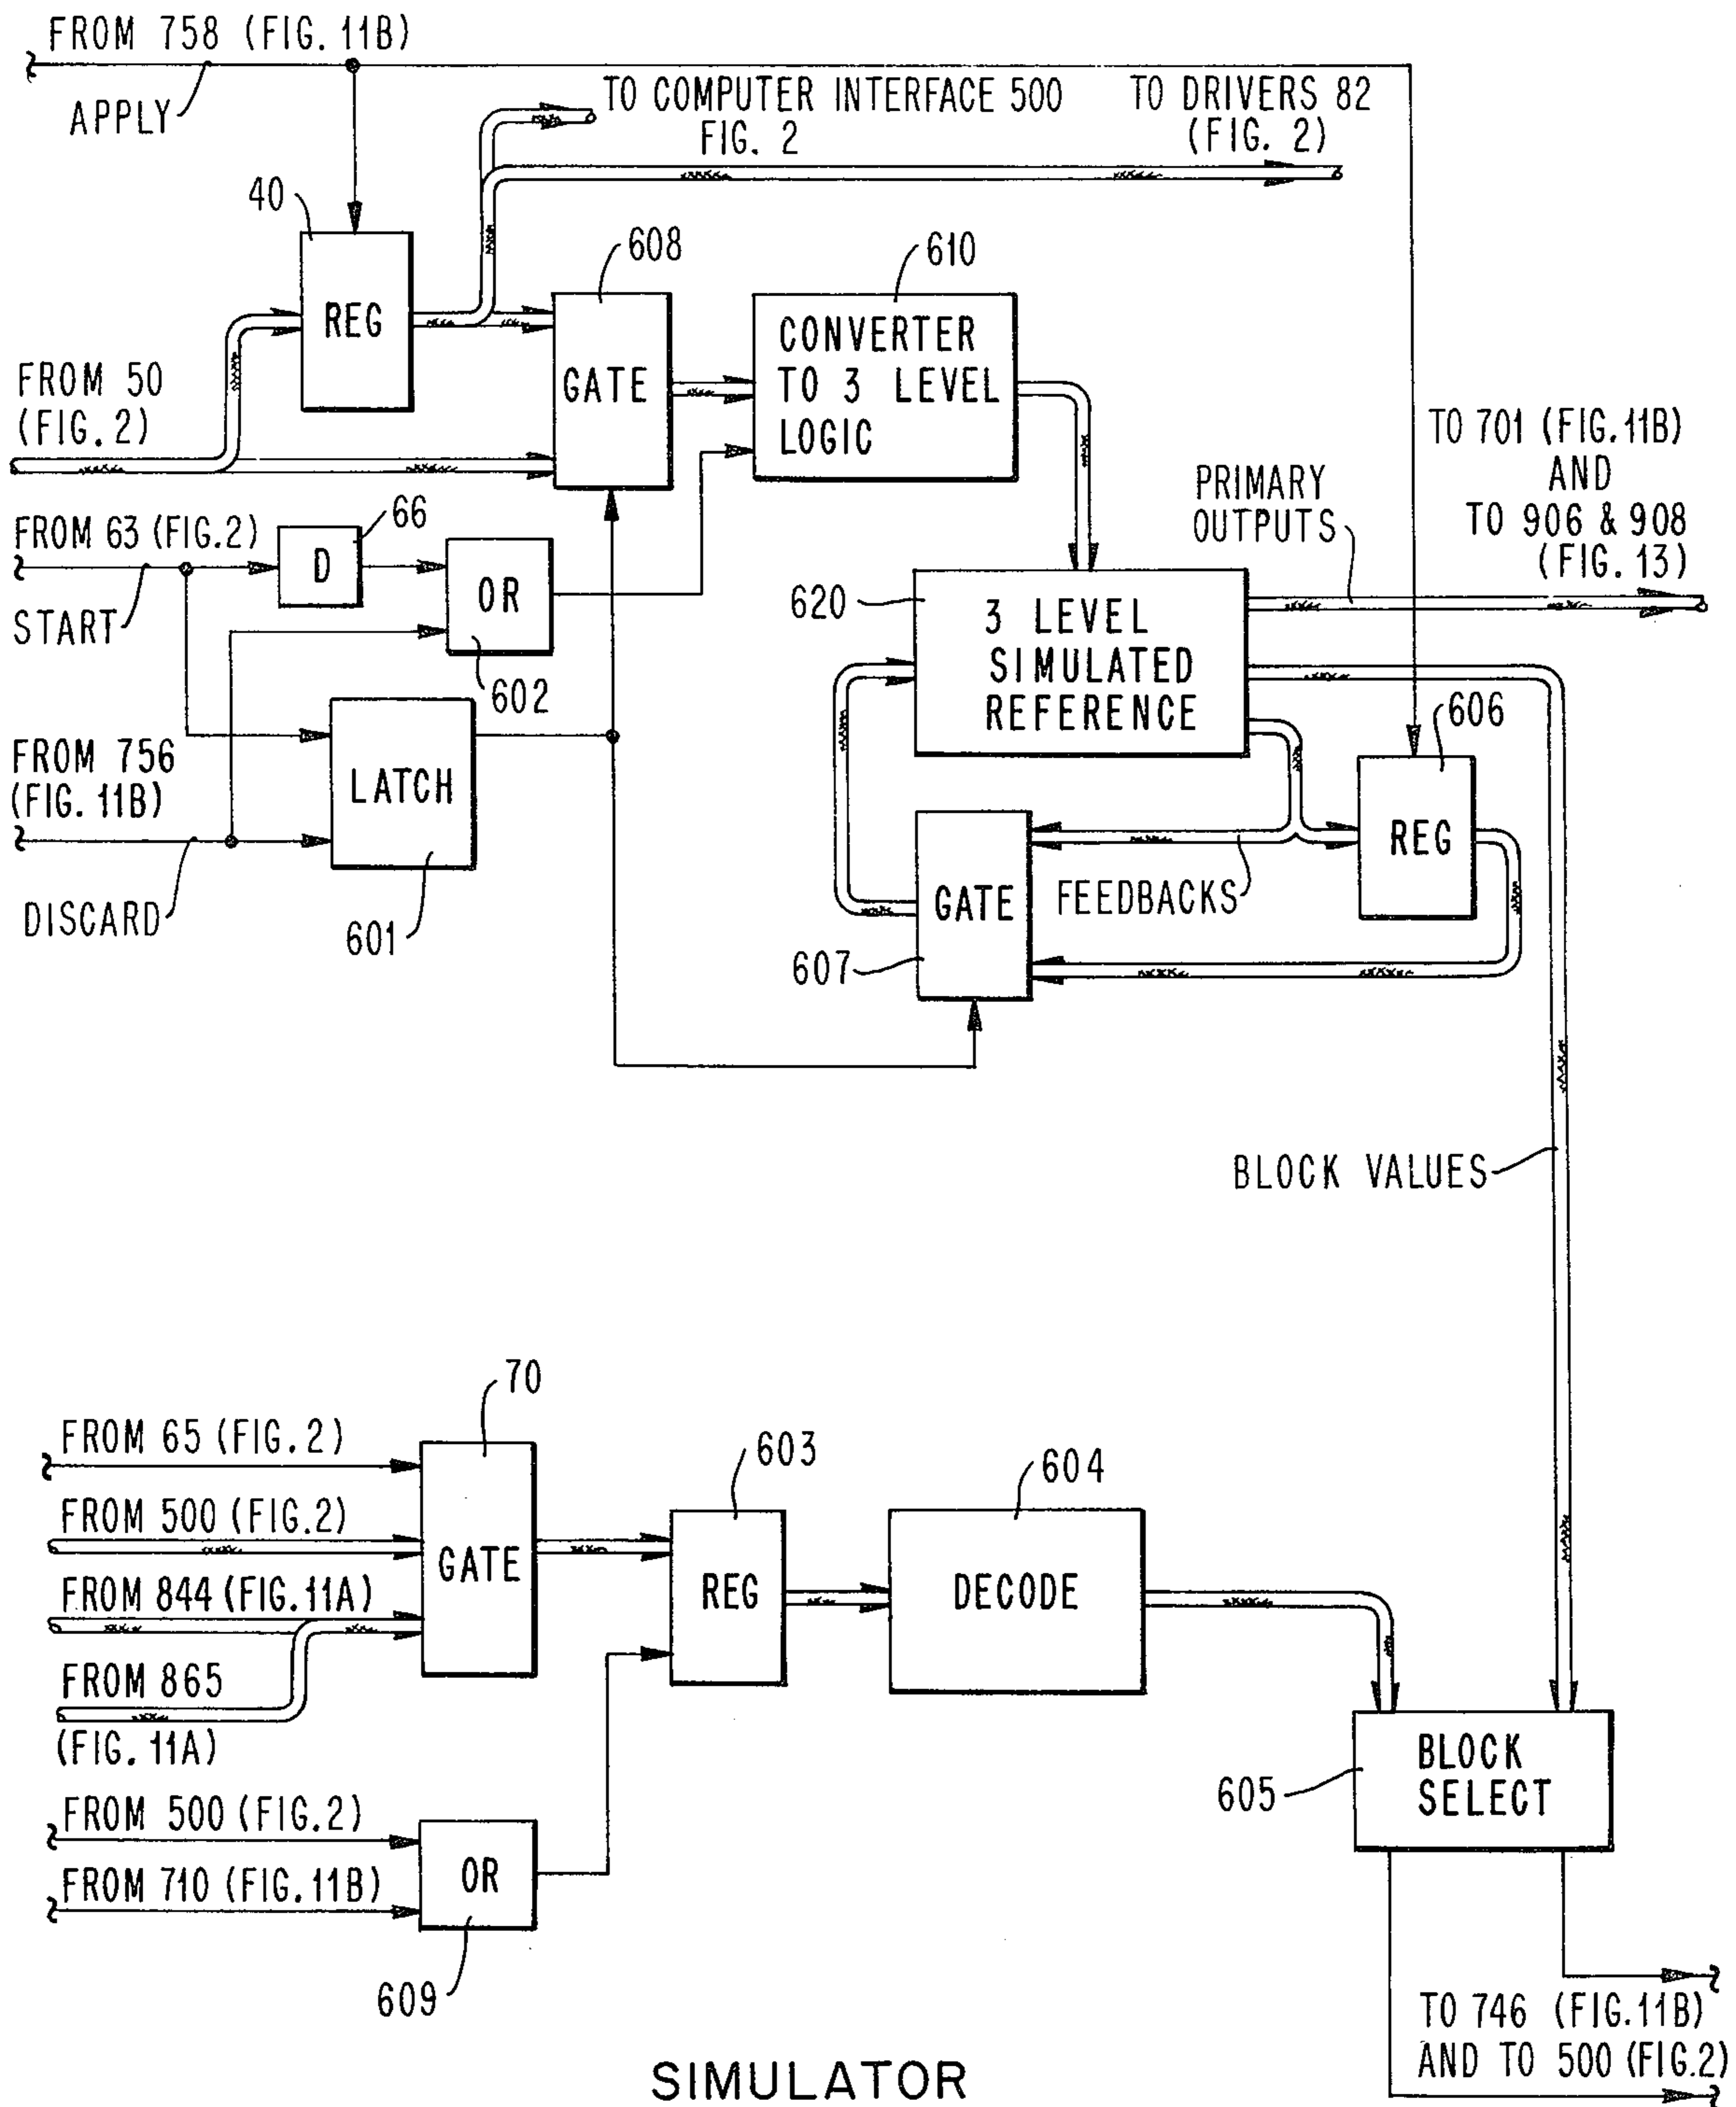 FROM 758 (FIG. 11B)
APPLY
TO COMPUTER INTERFACE 500
FIG. 2
TO DRIVERS 82
(FIG. 2)
40
REG
608
GATE
610
CONVERTER
TO 3 LEVEL
LOGIC
FROM 50
(FIG. 2)
TO 701 (FIG.11B)
AND
TO 906 & 908
(FIG. 13)
PRIMARY
OUTPUTS
FROM 63 (FIG.2)
66
D
START
OR
602
620
3 LEVEL
SIMULATED
REFERENCE
606
REG
FROM 756
(FIG. 11B)
LATCH
DISCARD
601
FEEDBACKS
GATE
607
BLOCK VALUES
70
FROM 65 (FIG.2)
FROM 500 (FIG.2)
GATE
FROM 844 (FIG.11A)
FROM 865
(FIG. 11A)
603
REG
604
DECODE
605
BLOCK
SELECT
FROM 500 (FIG.2)
FROM 710 (FIG.11B)
OR
609
TO 746 (FIG.11B)
AND TO 500 (FIG.2)
SIMULATOR